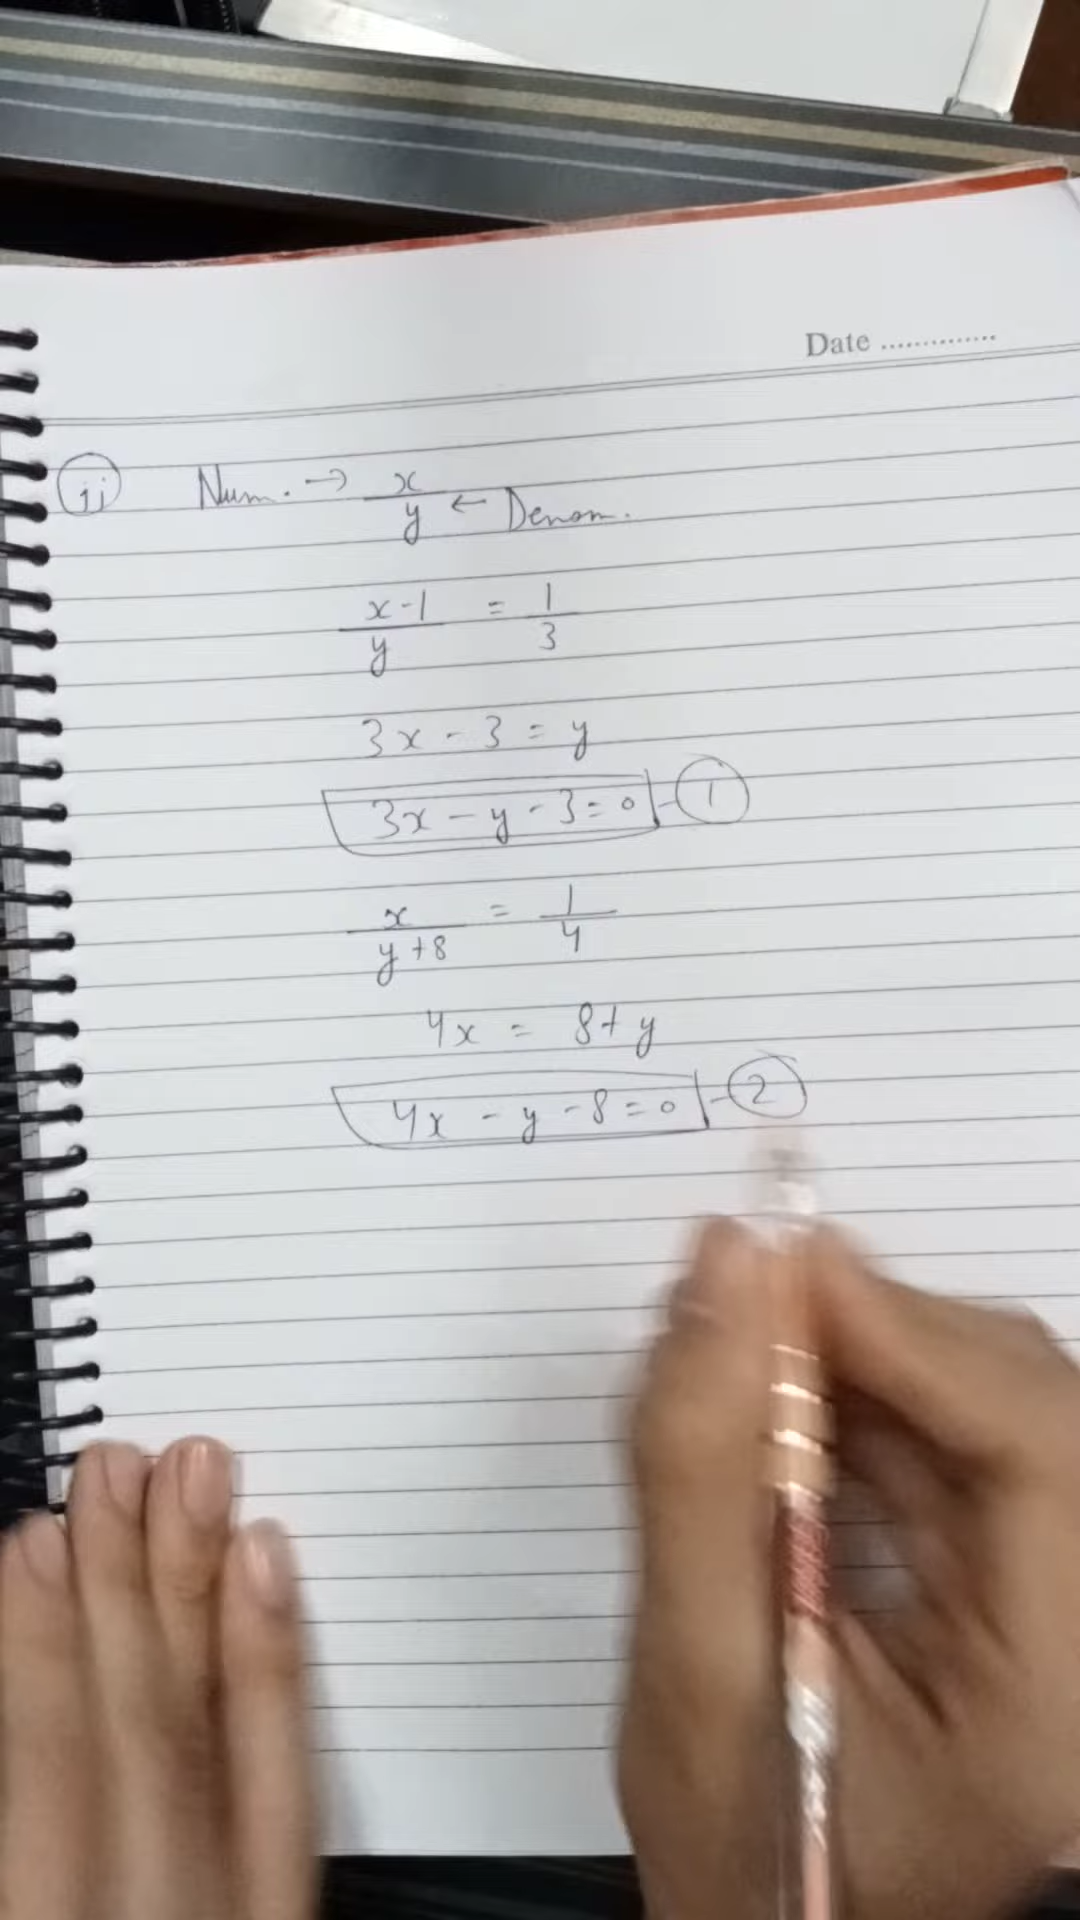 Date ..............
(ii) Num. → x/y ← Denom.
x-1/y = 1/3
3x - 3 = y
3x - y - 3 = 0 - (1)
x/y+8 = 1/4
4x = 8+y
4x - y - 8 = 0 - (2)